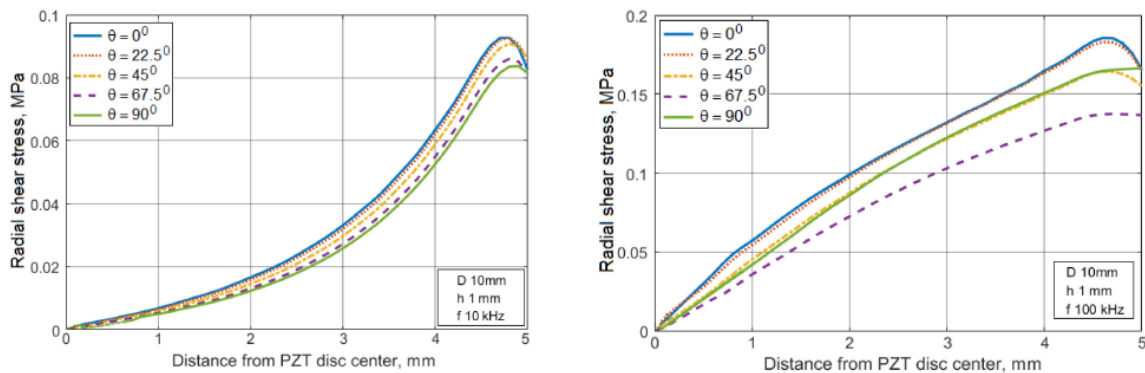 0.1
0.08
0.06
0.04
0.02
0
Radial shear stress, MPa
θ = 0⁰
θ = 22.5⁰
θ = 45⁰
θ = 67.5⁰
θ = 90⁰
D 10mm
h 1 mm
f 10 kHz
0 1 2 3 4 5
Distance from PZT disc center, mm
0.2
0.15
0.1
0.05
0
Radial shear stress, MPa
θ = 0⁰
θ = 22.5⁰
θ = 45⁰
θ = 67.5⁰
θ = 90⁰
D 10mm
h 1 mm
f 100 kHz
0 1 2 3 4 5
Distance from PZT disc center, mm